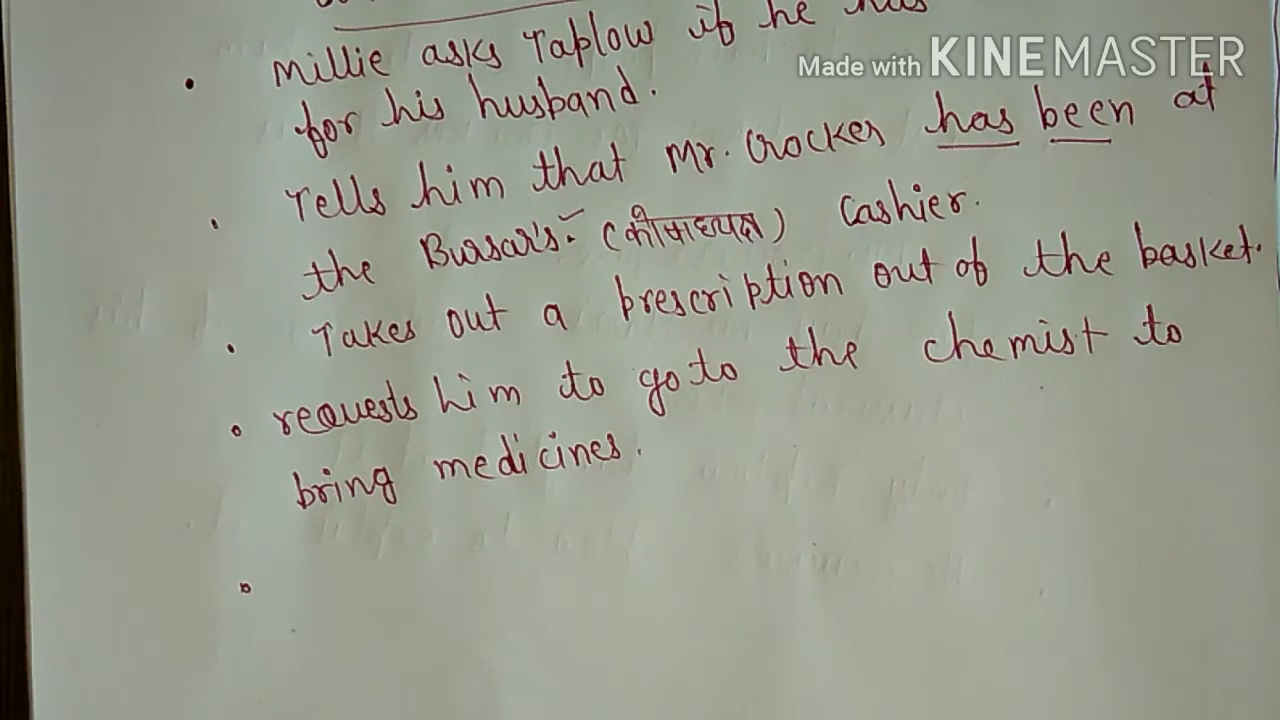 Millie asks Taplow if he has
Made with KINEMASTER
for his husband.
Tells him that Mr. Crocker has been at
the Bursar's. (कोषाध्यक्ष) Cashier.
Takes out a prescription out of the basket.
requests him to go to the chemist to
bring medicines.